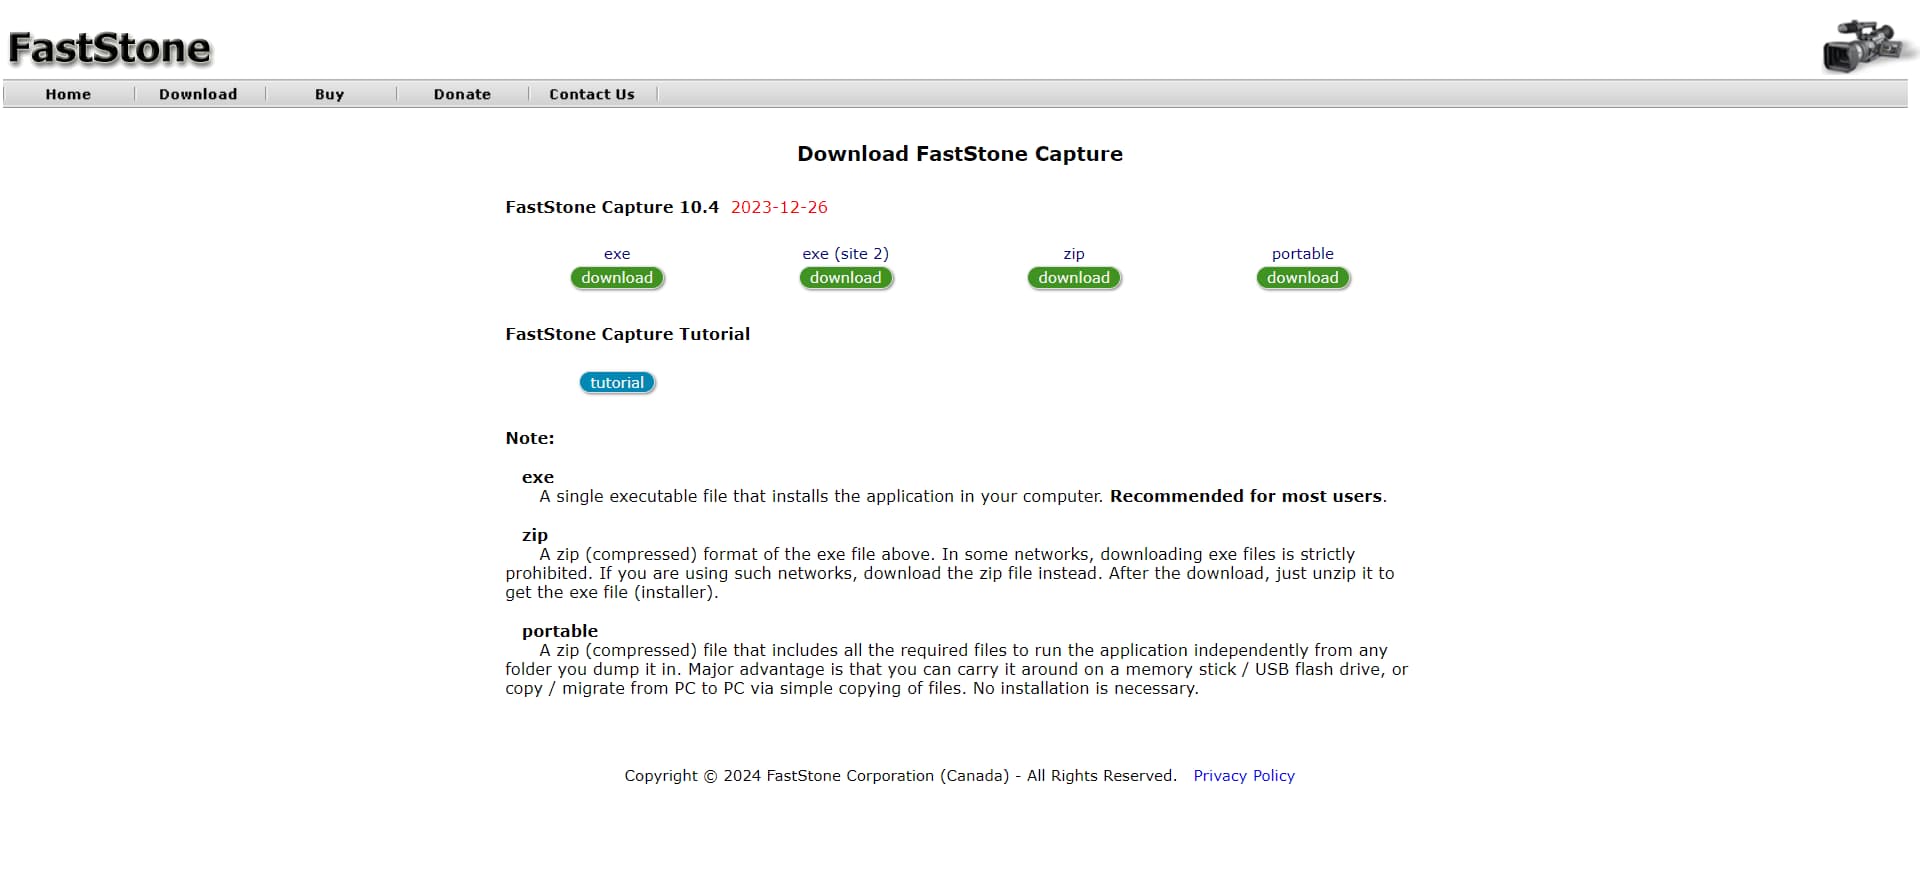 FastStone
Home Download Buy Donate Contact Us
Download FastStone Capture
FastStone Capture 10.4 2023-12-26
exe exe (site 2) zip portable
download download download download
FastStone Capture Tutorial
tutorial
Note:
exe
A single executable file that installs the application in your computer. Recommended for most users.
zip
A zip (compressed) format of the exe file above. In some networks, downloading exe files is strictly
prohibited. If you are using such networks, download the zip file instead. After the download, just unzip it to
get the exe file (installer).
portable
A zip (compressed) file that includes all the required files to run the application independently from any
folder you dump it in. Major advantage is that you can carry it around on a memory stick / USB flash drive, or
copy / migrate from PC to PC via simple copying of files. No installation is necessary.
Copyright © 2024 FastStone Corporation (Canada) - All Rights Reserved. Privacy Policy